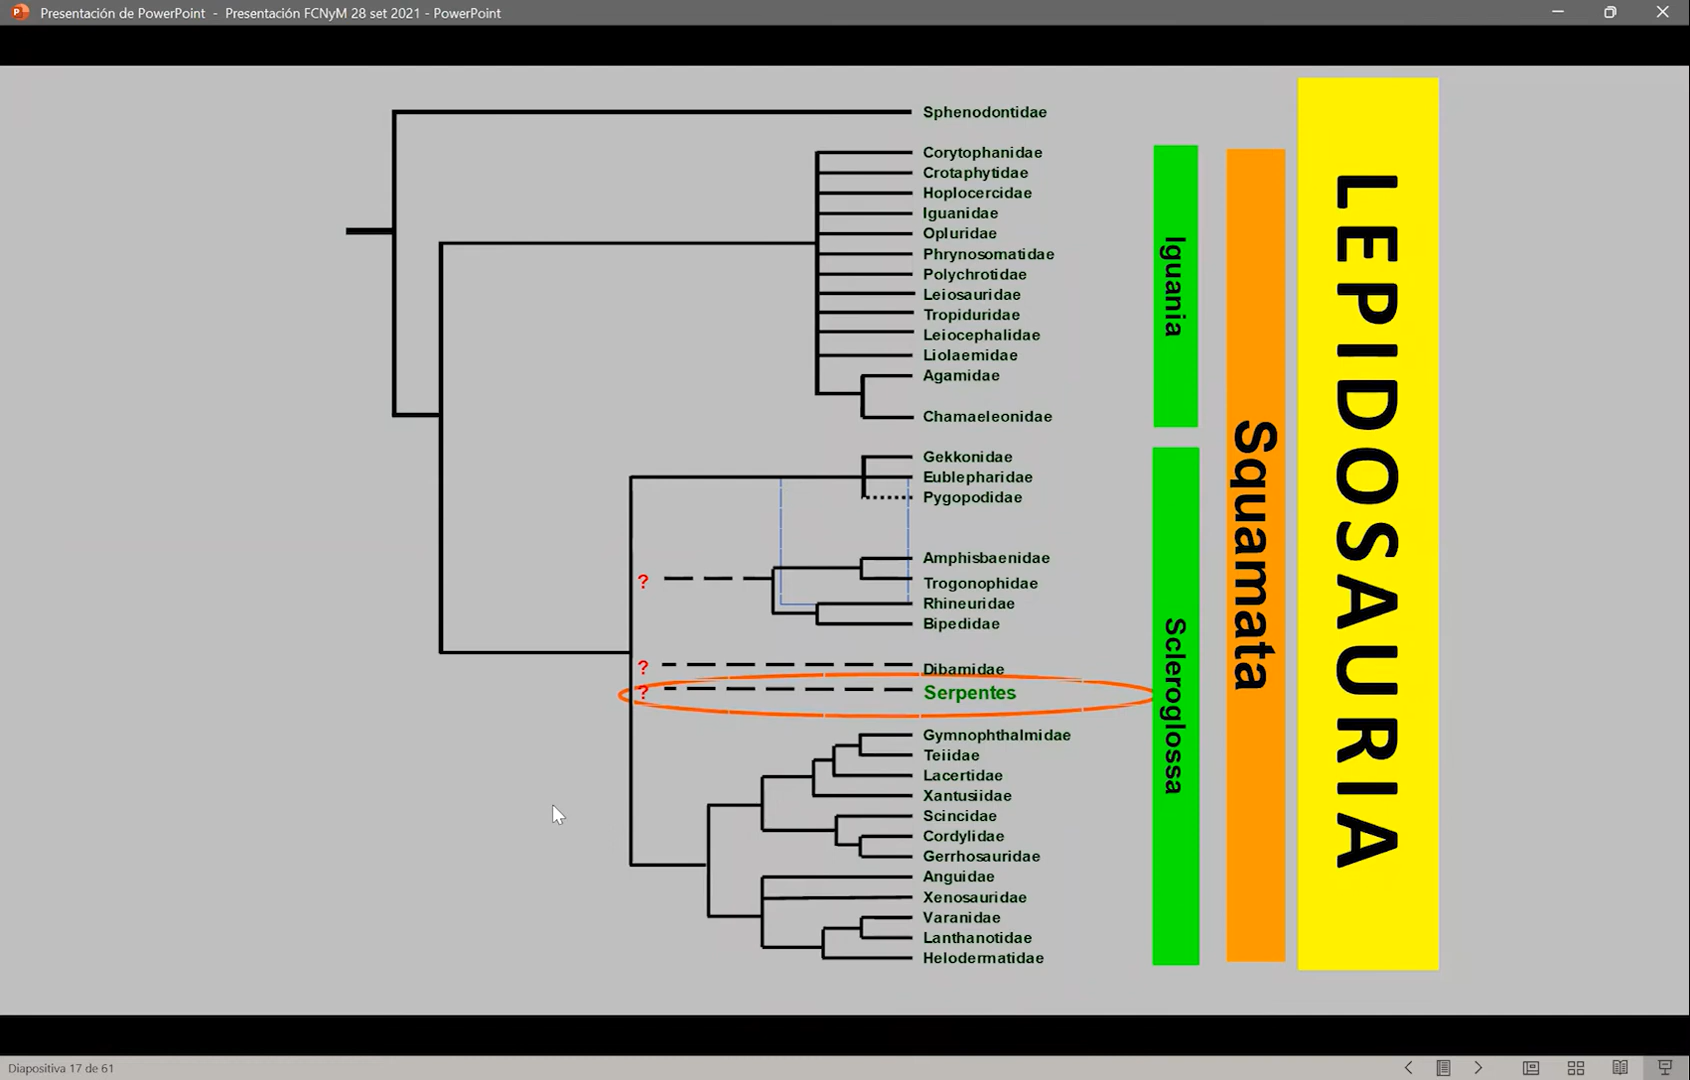 Presentación de PowerPoint - Presentación FCNyM 28 set 2021 - PowerPoint
Sphenodontidae
Corytophanidae
Crotaphytidae
Hoplocercidae
Iguanidae
Opluridae
Phrynosomatidae
Polychrotidae
Leiosauridae
Tropiduridae
Leiocephalidae
Liolaemidae
Agamidae
Chamaeleonidae
Gekkonidae
Eublepharidae
Pygopodidae
Amphisbaenidae
?
Trogonophidae
Rhineuridae
Bipedidae
?
Dibamidae
?
Serpentes
Gymnophthalmidae
Teiidae
Lacertidae
Xantusiidae
Scincidae
Cordylidae
Gerrhosauridae
Anguidae
Xenosauridae
Varanidae
Lanthanotidae
Helodermatidae
Iguania
Scleroglossa
Squamata
LEPIDOSAURIA
Diapositiva 17 de 61